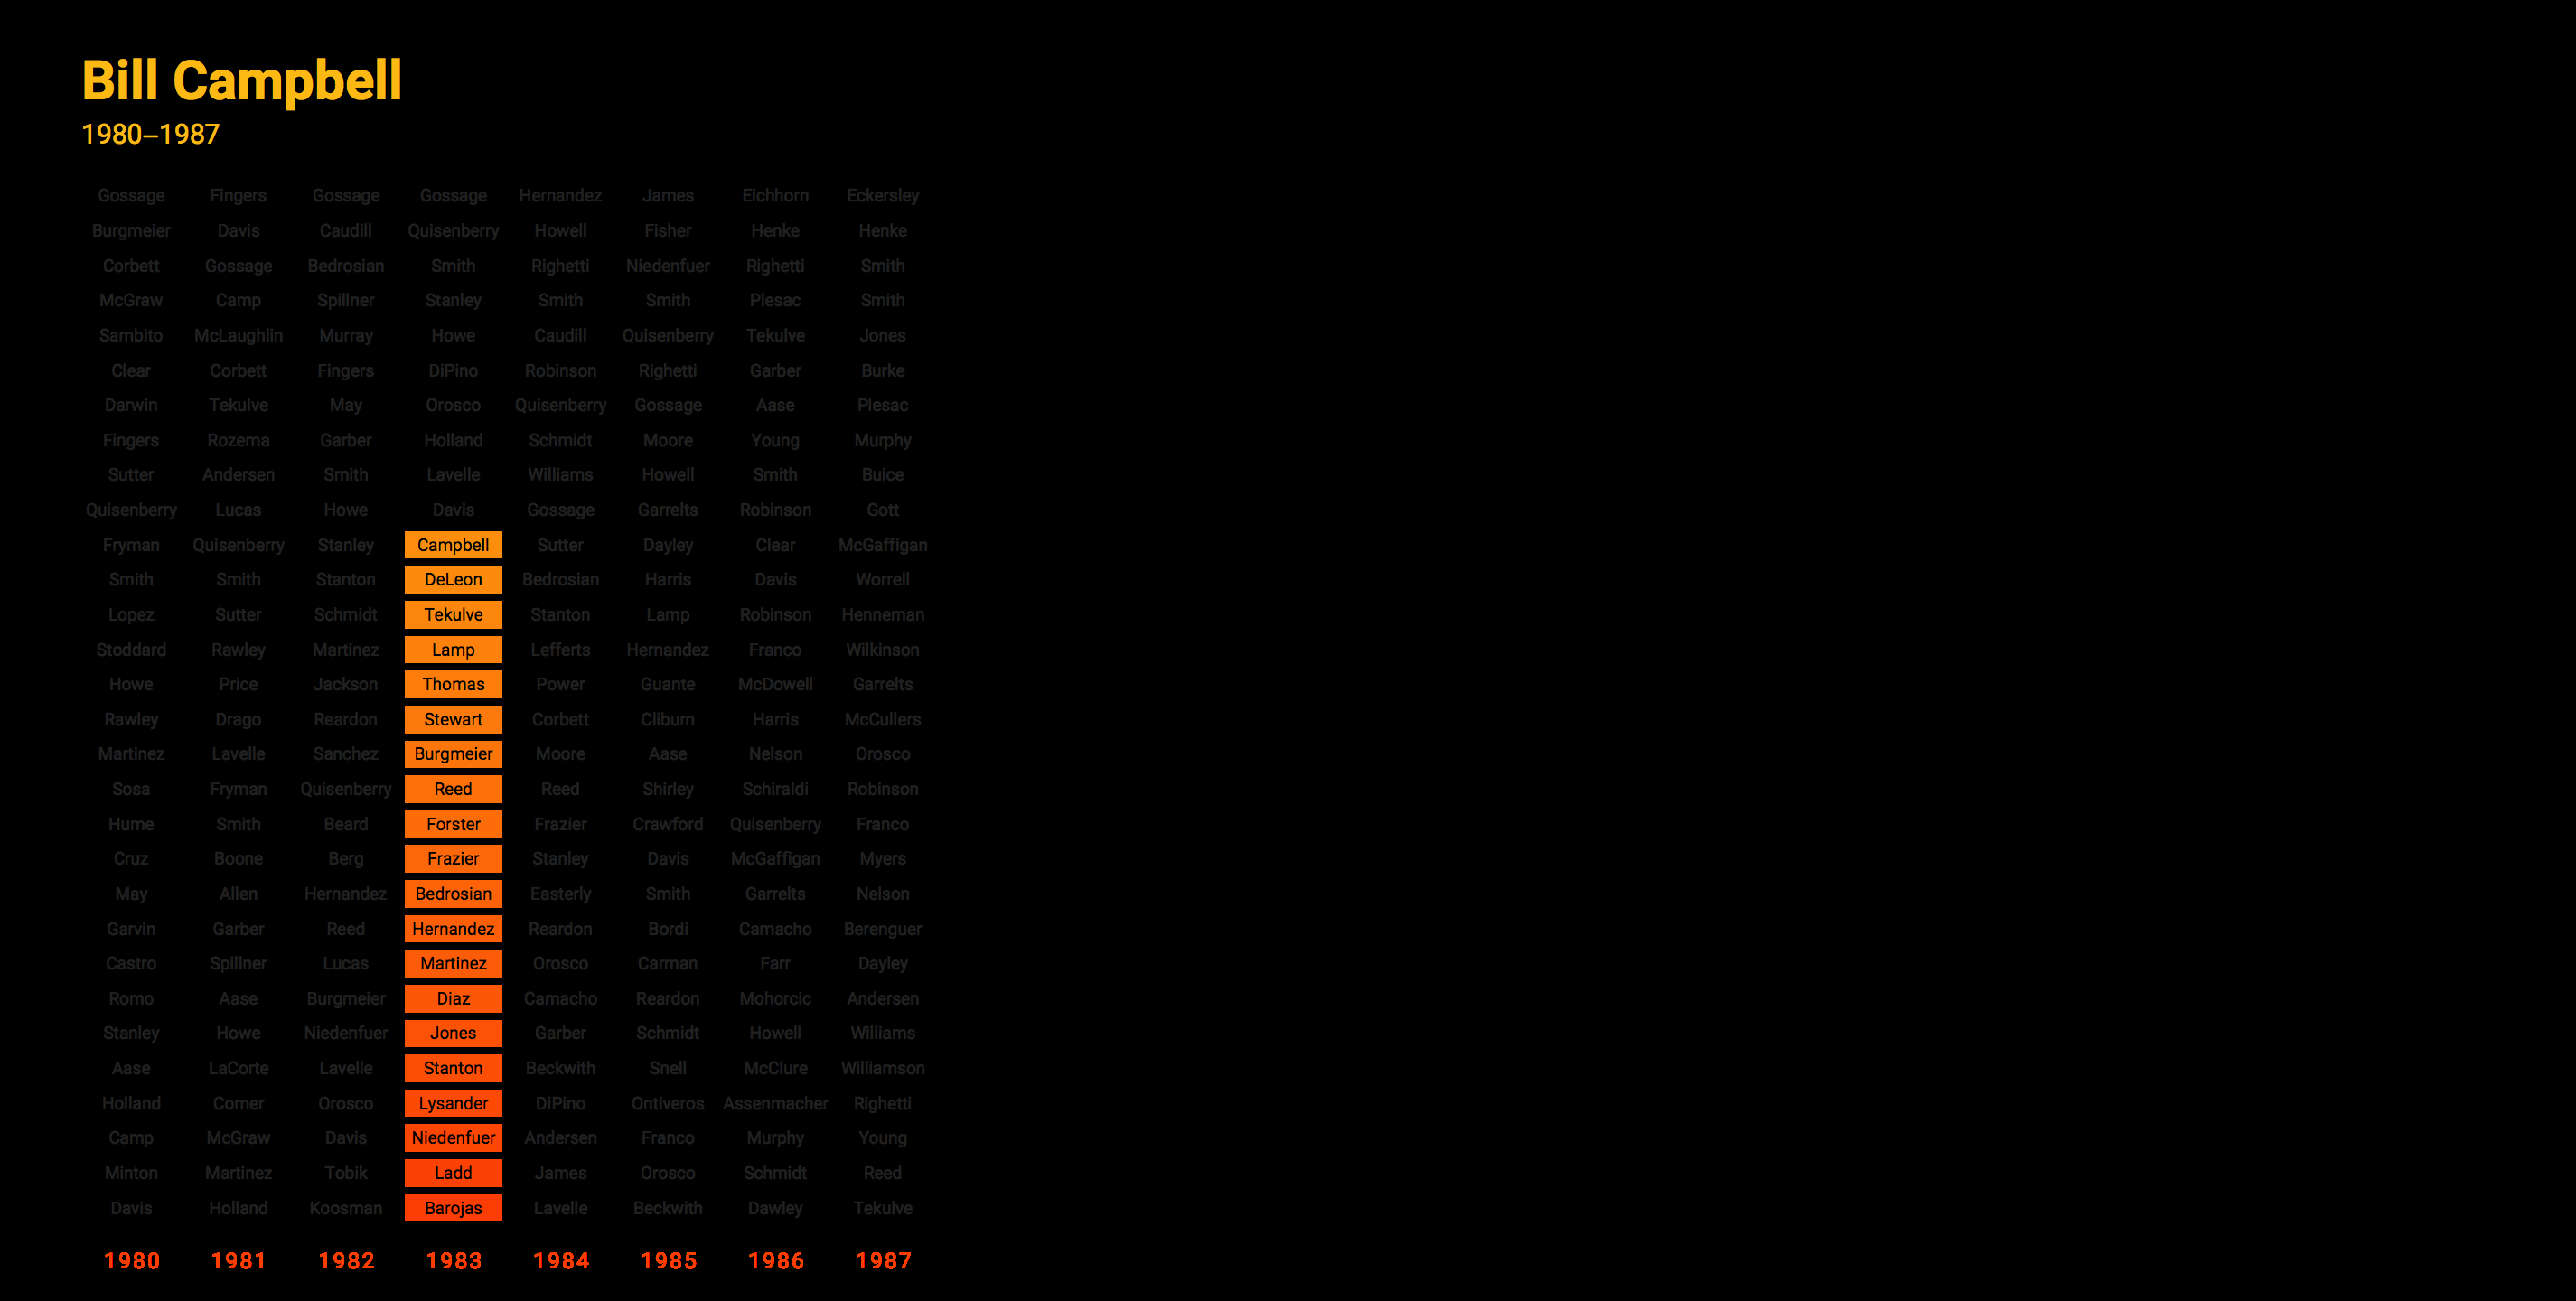 Bill Campbell
1980–1987
Gossage Fingers Gossage Gossage Hernandez James Eichhorn Eckersley
Burgmeier Davis Caudill Quisenberry Howell Fisher Henke Henke
Corbett Gossage Bedrosian Smith Righetti Niedenfuer Righetti Smith
McGraw Camp Spillner Stanley Smith Smith Plesac Smith
Sambito McLaughlin Murray Howe Caudill Quisenberry Tekulve Jones
Clear Corbett Fingers DiPino Robinson Righetti Garber Burke
Darwin Tekulve May Orosco Quisenberry Gossage Aase Plesac
Fingers Rozema Garber Holland Schmidt Moore Young Murphy
Sutter Andersen Smith Lavelle Williams Howell Smith Buice
Quisenberry Lucas Howe Davis Gossage Garrelts Robinson Gott
Fryman Quisenberry Stanley Campbell Sutter Dayley Clear McGaffigan
Smith Smith Stanton DeLeon Bedrosian Harris Davis Worrell
Lopez Sutter Schmidt Tekulve Stanton Lamp Robinson Henneman
Stoddard Rawley Martinez Lamp Lefferts Hernandez Franco Wilkinson
Howe Price Jackson Thomas Power Guante McDowell Garrelts
Rawley Drago Reardon Stewart Corbett Cliburn Harris McCullers
Martinez Lavelle Sanchez Burgmeier Moore Aase Nelson Orosco
Sosa Fryman Quisenberry Reed Reed Shirley Schiraldi Robinson
Hume Smith Beard Forster Frazier Crawford Quisenberry Franco
Cruz Boone Berg Frazier Stanley Davis McGaffigan Myers
May Allen Hernandez Bedrosian Easterly Smith Garrelts Nelson
Garvin Garber Reed Hernandez Reardon Bordi Camacho Berenguer
Castro Spillner Lucas Martinez Orosco Carman Farr Dayley
Romo Aase Burgmeier Diaz Camacho Reardon Mohorcic Andersen
Stanley Howe Niedenfuer Jones Garber Schmidt Howell Williams
Aase LaCorte Lavelle Stanton Beckwith Snell McClure Williamson
Holland Comer Orosco Lysander DiPino Ontiveros Assenmacher Righetti
Camp McGraw Davis Niedenfuer Andersen Franco Murphy Young
Minton Martinez Tobik Ladd James Orosco Schmidt Reed
Davis Holland Koosman Barojas Lavelle Beckwith Dawley Tekulve
1980 1981 1982 1983 1984 1985 1986 1987